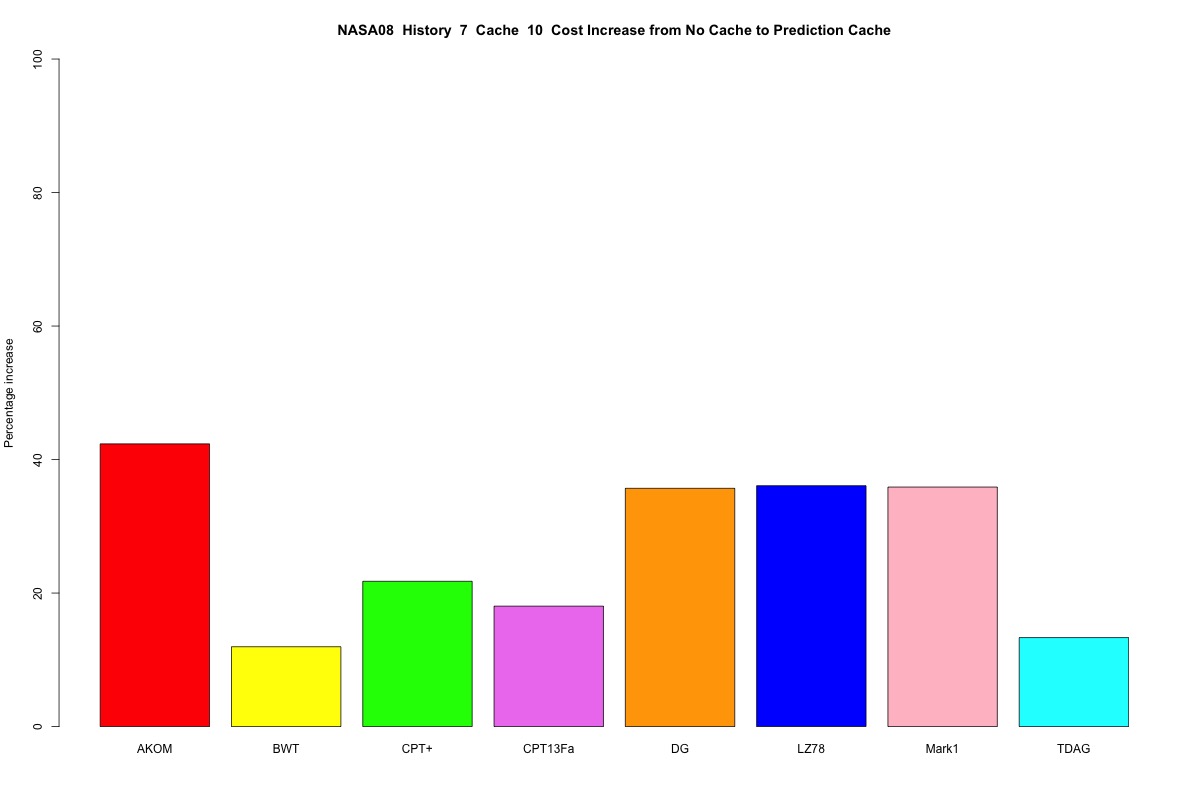 NASA08  History  7  Cache  10  Cost Increase from No Cache to Prediction Cache
100
80
60
40
20
0
Percentage increase
AKOM BWT CPT+ CPT13Fa DG LZ78 Mark1 TDAG